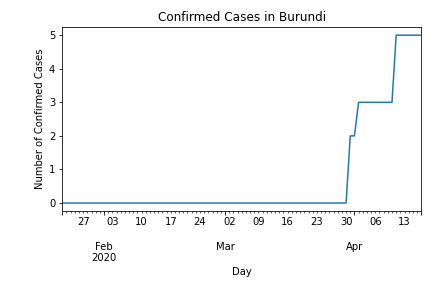 Confirmed Cases in Burundi
Number of Confirmed Cases
5
4
3
2
1
0
27 03 10 17 24 02 09 16 23 30 06 13
Feb Mar Apr
2020
Day